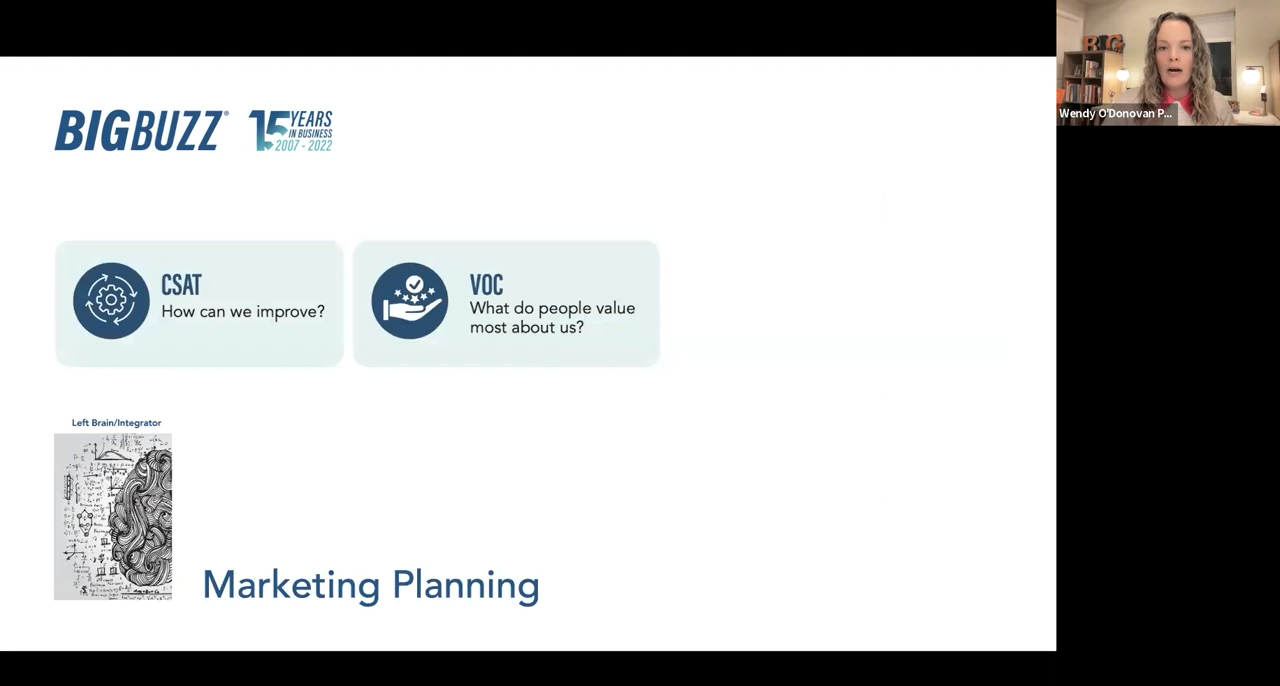 BIGBUZZ®
15 YEARS
IN BUSINESS
2007 - 2022
CSAT
How can we improve?
VOC
What do people value
most about us?
Left Brain/Integrator
Marketing Planning
BIG
Wendy O'Donovan P...